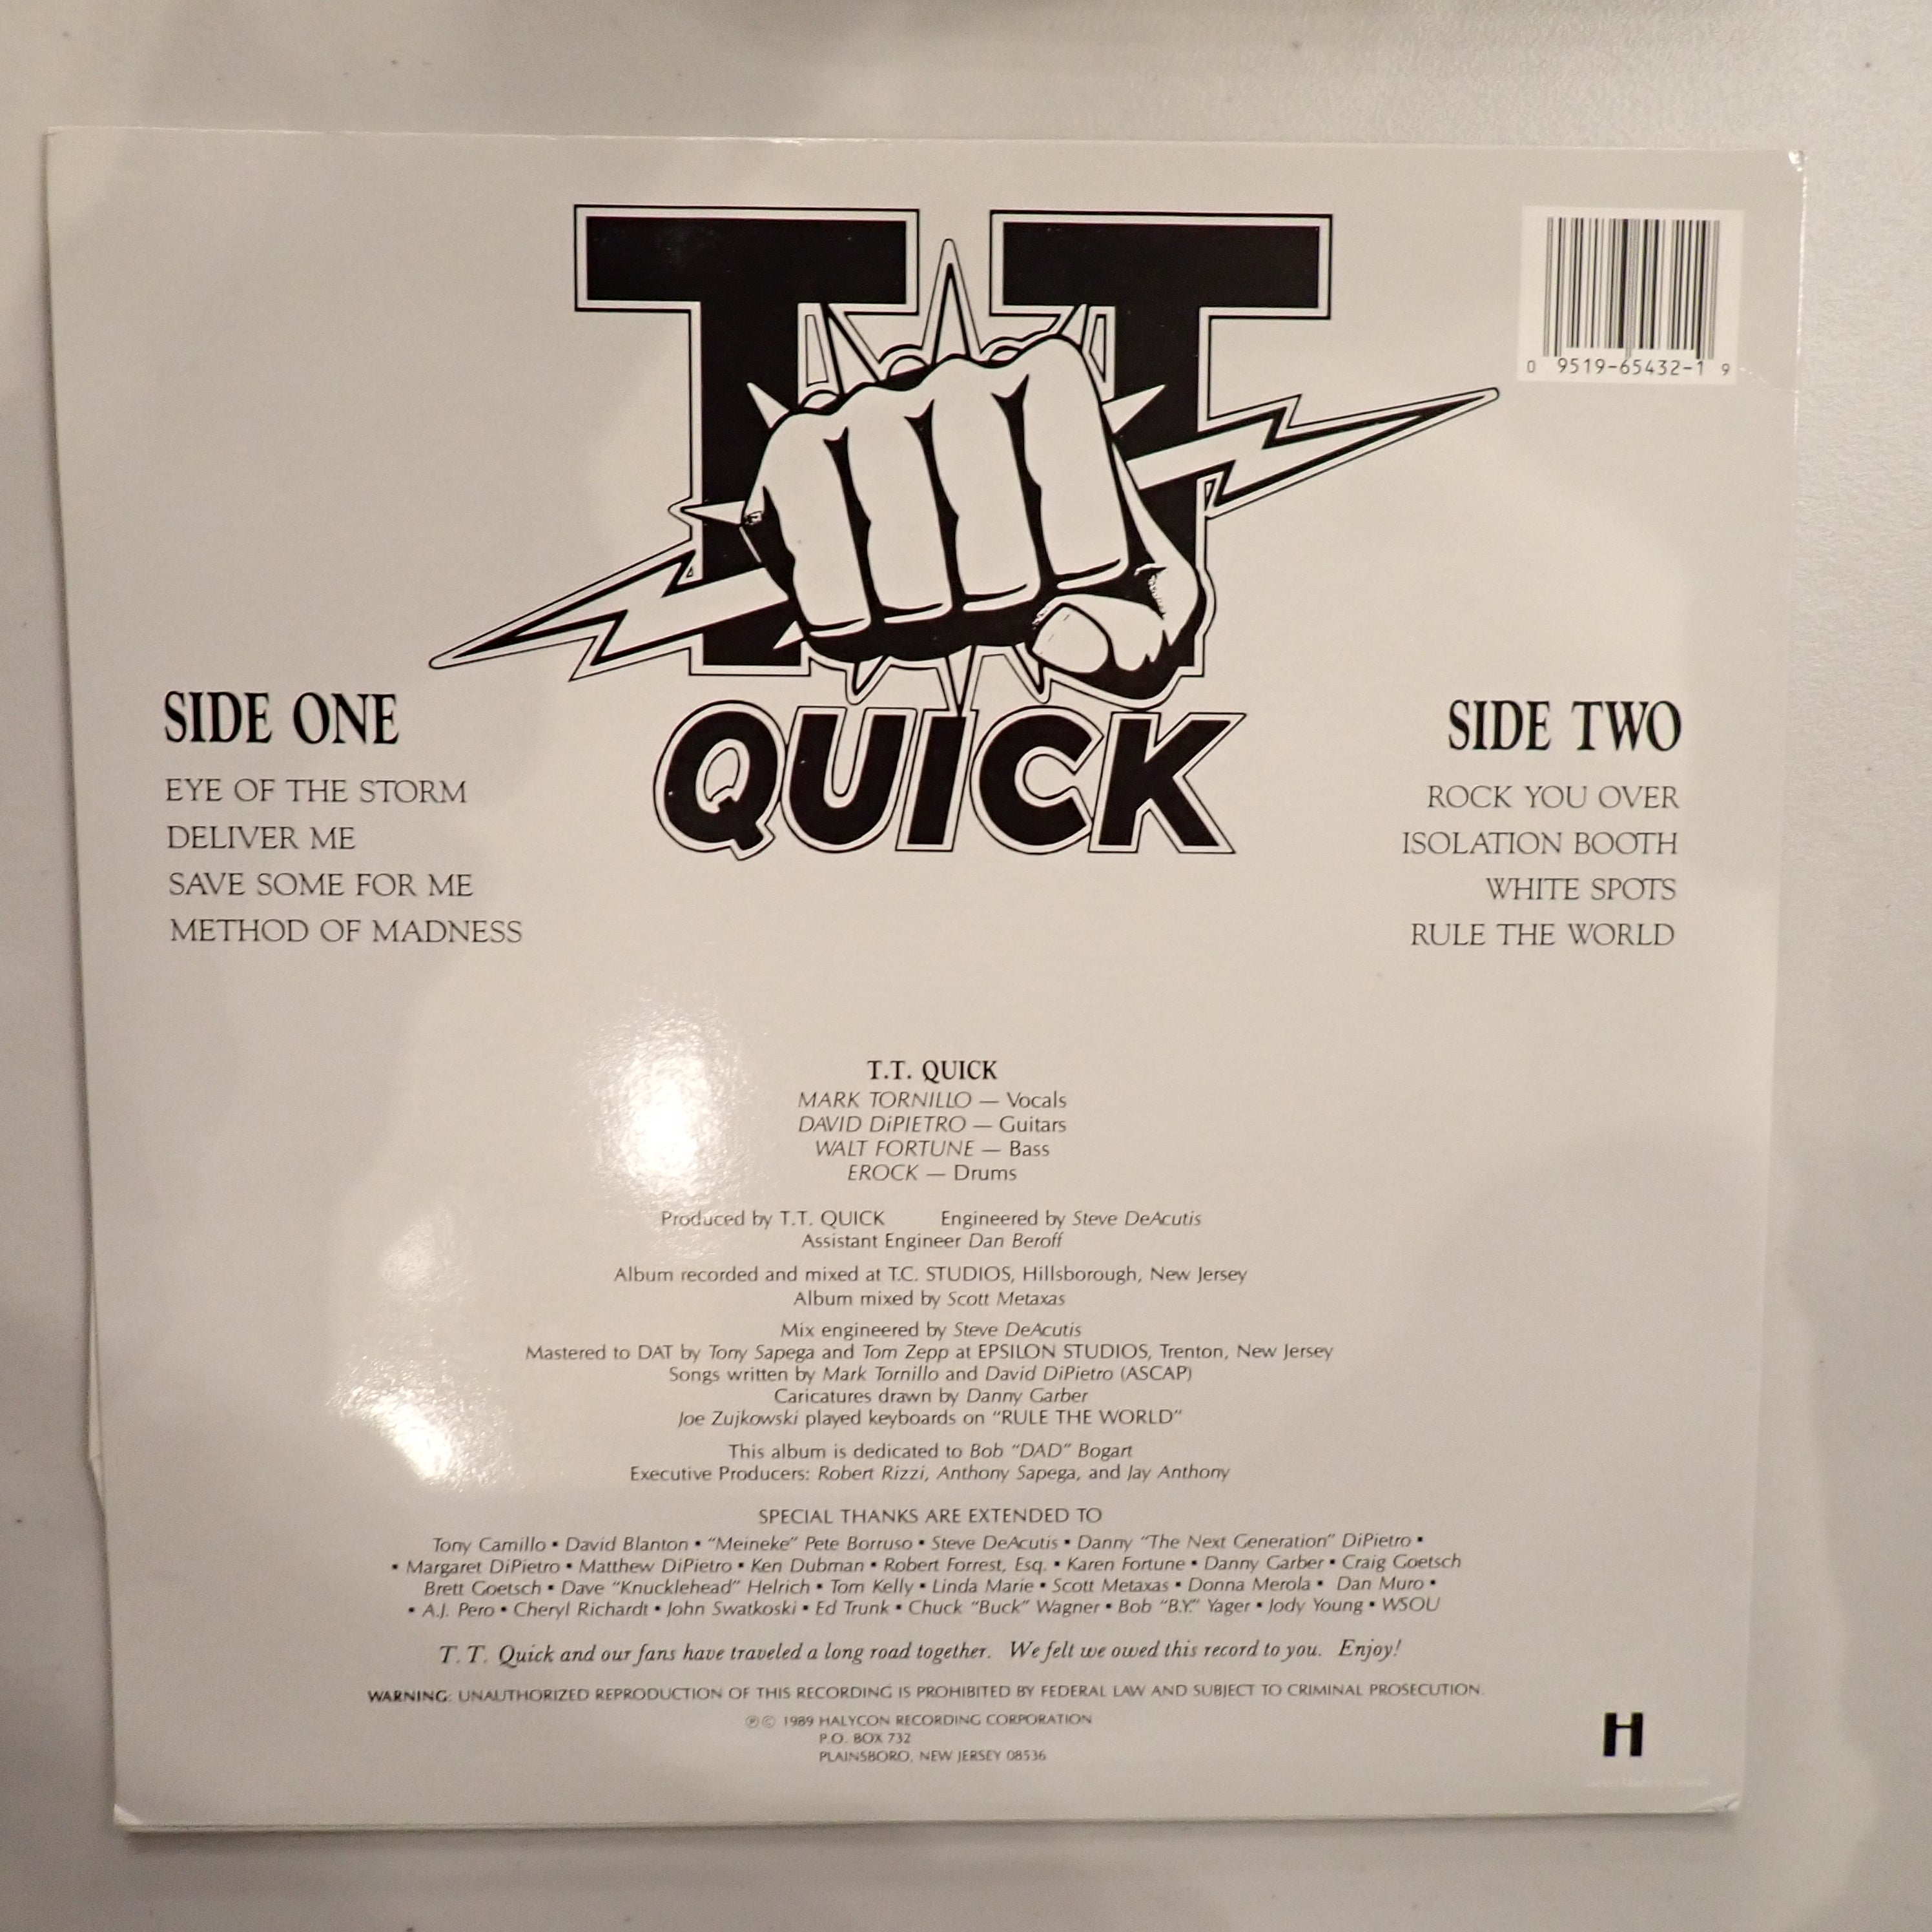 T T
QUICK
0 9519-65432-1 9
SIDE ONE
EYE OF THE STORM
DELIVER ME
SAVE SOME FOR ME
METHOD OF MADNESS
SIDE TWO
ROCK YOU OVER
ISOLATION BOOTH
WHITE SPOTS
RULE THE WORLD
T.T. QUICK
MARK TORNILLO — Vocals
DAVID DiPIETRO — Guitars
WALT FORTUNE — Bass
EROCK — Drums
Produced by T.T. QUICK Engineered by Steve DeAcutis
Assistant Engineer Dan Beroff
Album recorded and mixed at T.C. STUDIOS, Hillsborough, New Jersey
Album mixed by Scott Metaxas
Mix engineered by Steve DeAcutis
Mastered to DAT by Tony Sapega and Tom Zepp at EPSILON STUDIOS, Trenton, New Jersey
Songs written by Mark Tornillo and David DiPietro (ASCAP)
Caricatures drawn by Danny Garber
Joe Zujkowski played keyboards on "RULE THE WORLD"
This album is dedicated to Bob "DAD" Bogart
Executive Producers: Robert Rizzi, Anthony Sapega, and Jay Anthony
SPECIAL THANKS ARE EXTENDED TO
Tony Camillo • David Blanton • "Meineke" Pete Borruso • Steve DeAcutis • Danny "The Next Generation" DiPietro •
• Margaret DiPietro • Matthew DiPietro • Ken Dubman • Robert Forrest, Esq. • Karen Fortune • Danny Garber • Craig Goetsch
Brett Goetsch • Dave "Knucklehead" Helrich • Tom Kelly • Linda Marie • Scott Metaxas • Donna Merola • Dan Muro •
• A.J. Pero • Cheryl Richardt • John Swatkoski • Ed Trunk • Chuck "Buck" Wagner • Bob "B.Y." Yager • Jody Young • WSOU
T.T. Quick and our fans have traveled a long road together. We felt we owed this record to you. Enjoy!
WARNING: UNAUTHORIZED REPRODUCTION OF THIS RECORDING IS PROHIBITED BY FEDERAL LAW AND SUBJECT TO CRIMINAL PROSECUTION.
℗© 1989 HALYCON RECORDING CORPORATION
P.O. BOX 732
PLAINSBORO, NEW JERSEY 08536
H